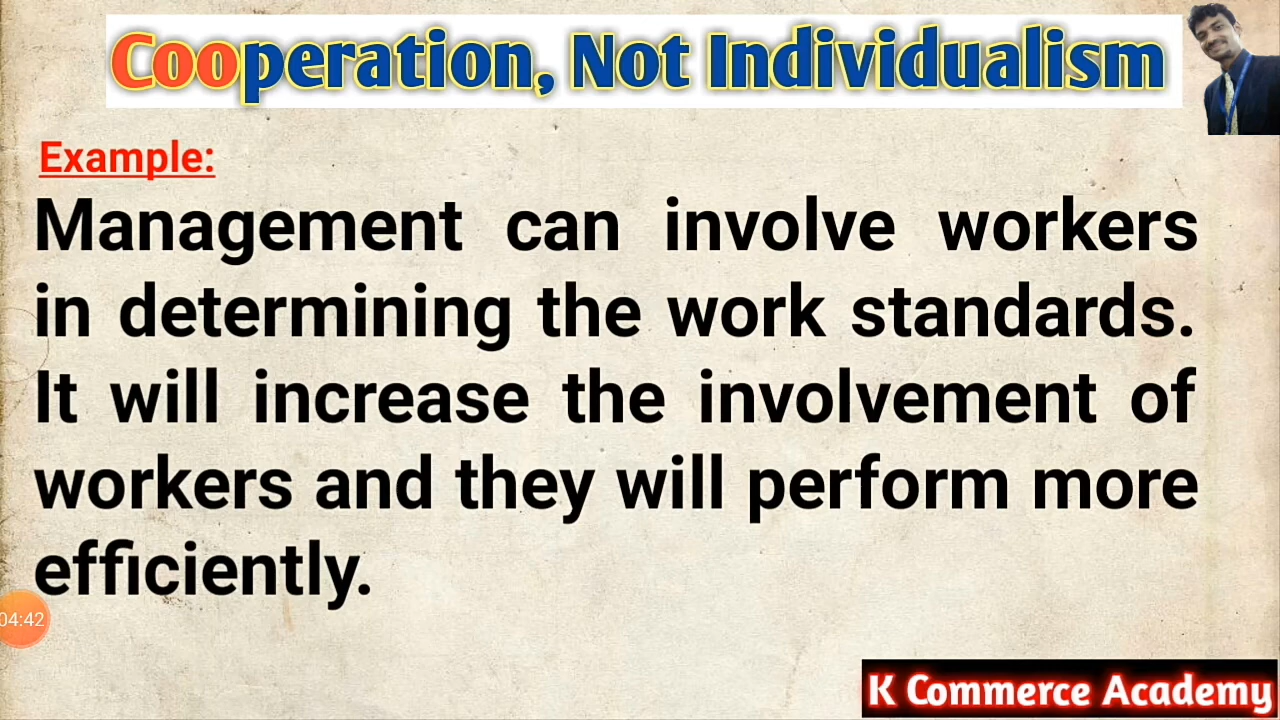 Cooperation, Not Individualism
Example:
Management can involve workers
in determining the work standards.
It will increase the involvement of
workers and they will perform more
efficiently.
04:42
K Commerce Academy